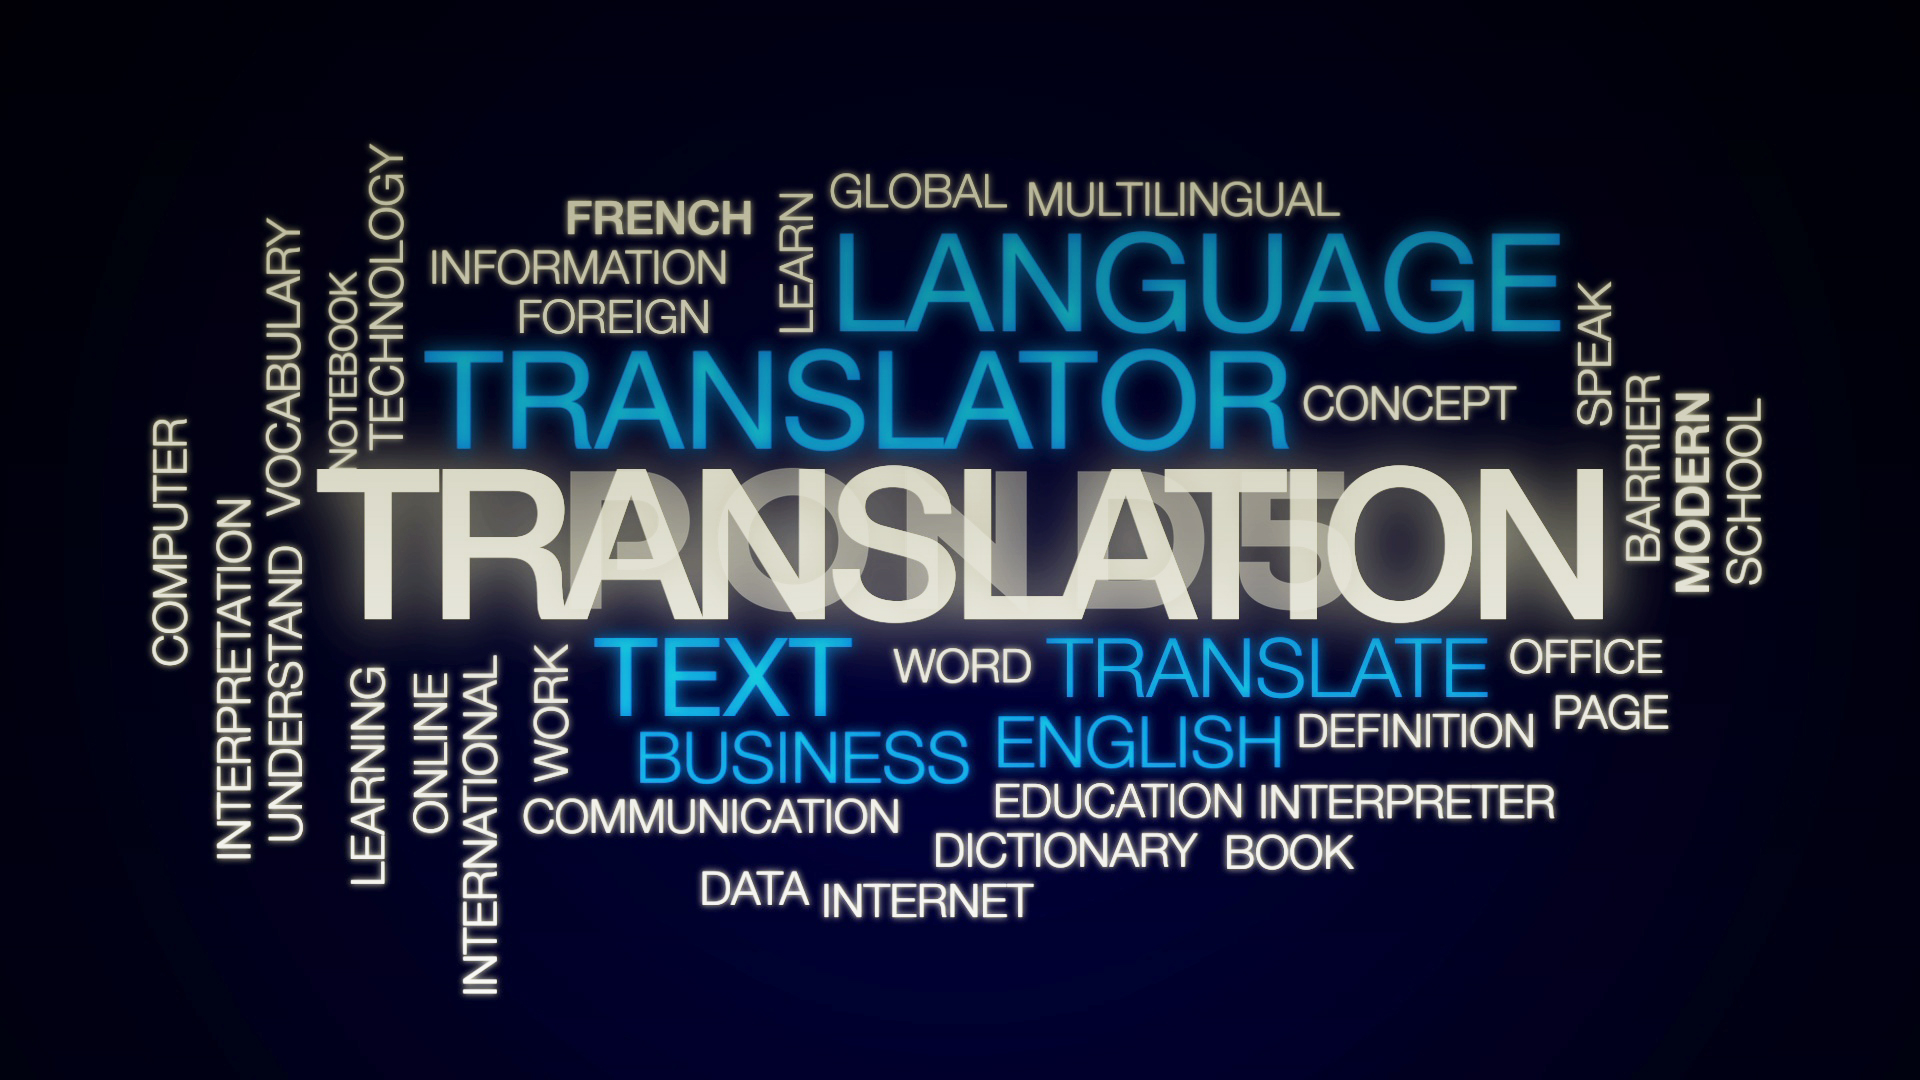 TECHNOLOGY
GLOBAL
MULTILINGUAL
FRENCH
LEARN
INFORMATION
LANGUAGE
FOREIGN
VOCABULARY
NOTEBOOK
SPEAK
TRANSLATOR
CONCEPT
BARRIER
MODERN
SCHOOL
COMPUTER
TRANSLATION
POND5
INTERPRETATION
UNDERSTAND
LEARNING
ONLINE
INTERNATIONAL
WORK
TEXT
WORD
TRANSLATE
OFFICE
PAGE
BUSINESS
ENGLISH
DEFINITION
COMMUNICATION
EDUCATION
INTERPRETER
DICTIONARY
BOOK
DATA
INTERNET